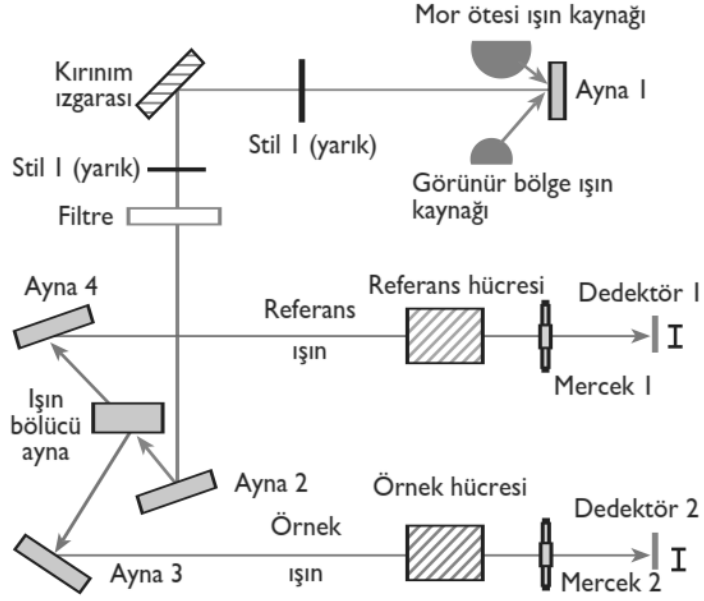 Mor ötesi ışın kaynağı
Kırınım
ızgarası
Ayna 1
Stil 1 (yarık)
Stil 1 (yarık)
Görünür bölge ışın
kaynağı
Filtre
Ayna 4
Referans
ışın
Referans hücresi
Dedektör 1
I
Mercek 1
Işın
bölücü
ayna
Ayna 2
Örnek hücresi
Dedektör 2
Örnek
ışın
I
Ayna 3
Mercek 2